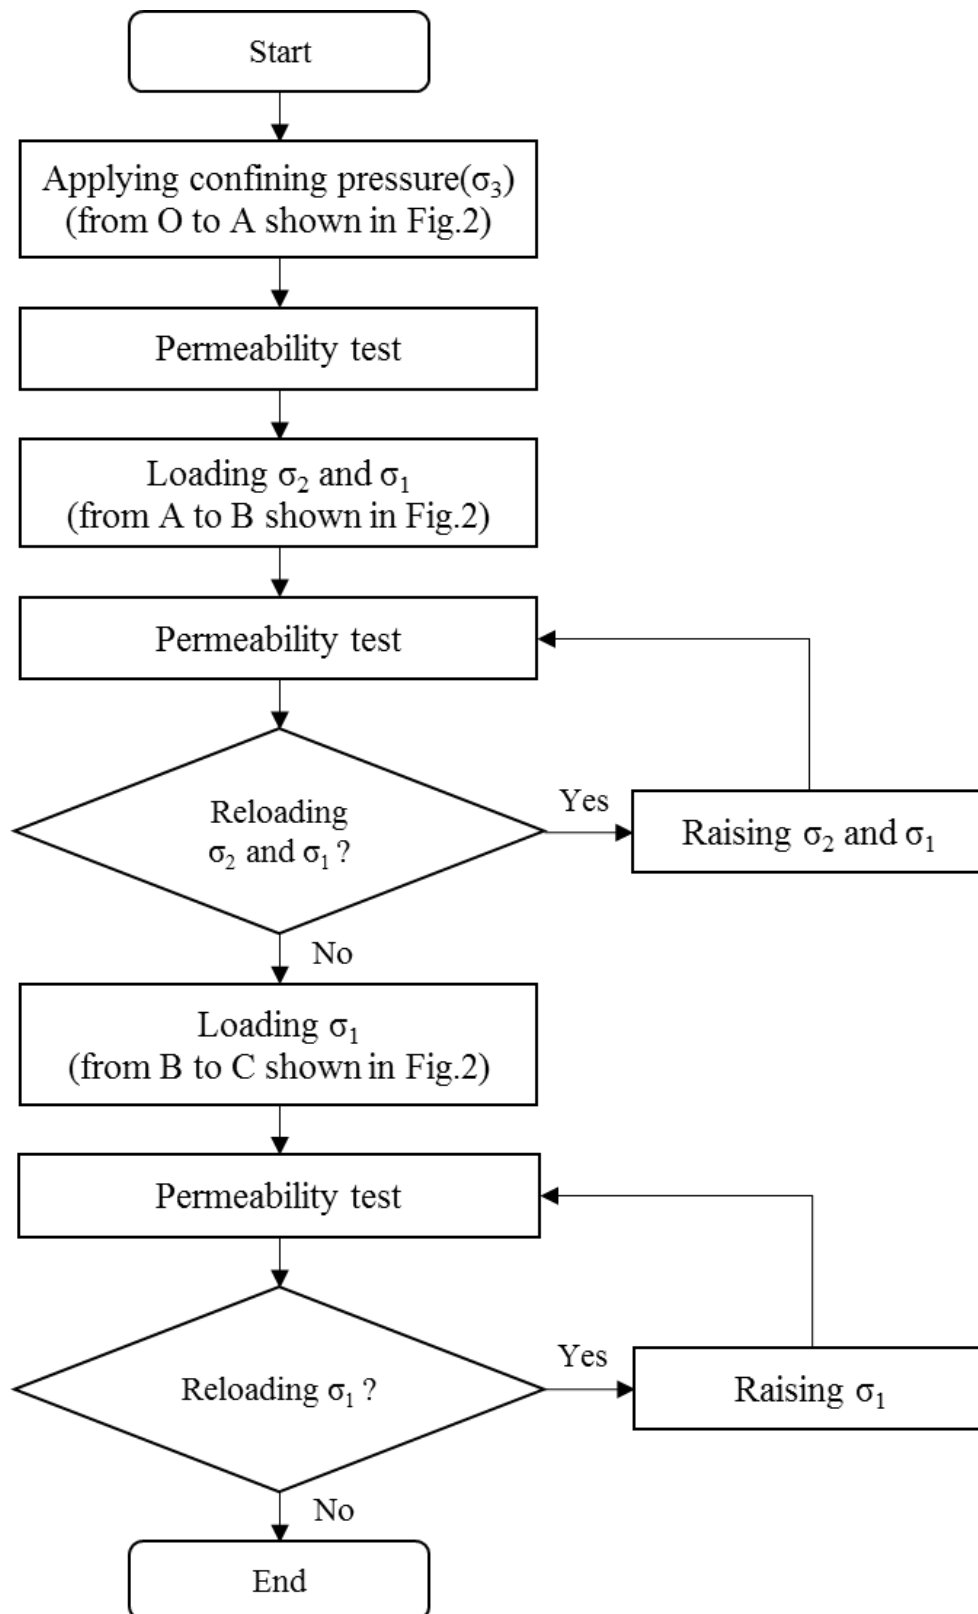 Start
Applying confining pressure(σ₃)
(from O to A shown in Fig.2)
Permeability test
Loading σ₂ and σ₁
(from A to B shown in Fig.2)
Permeability test
Reloading
σ₂ and σ₁ ?
Yes
Raising σ₂ and σ₁
No
Loading σ₁
(from B to C shown in Fig.2)
Permeability test
Reloading σ₁ ?
Yes
Raising σ₁
No
End